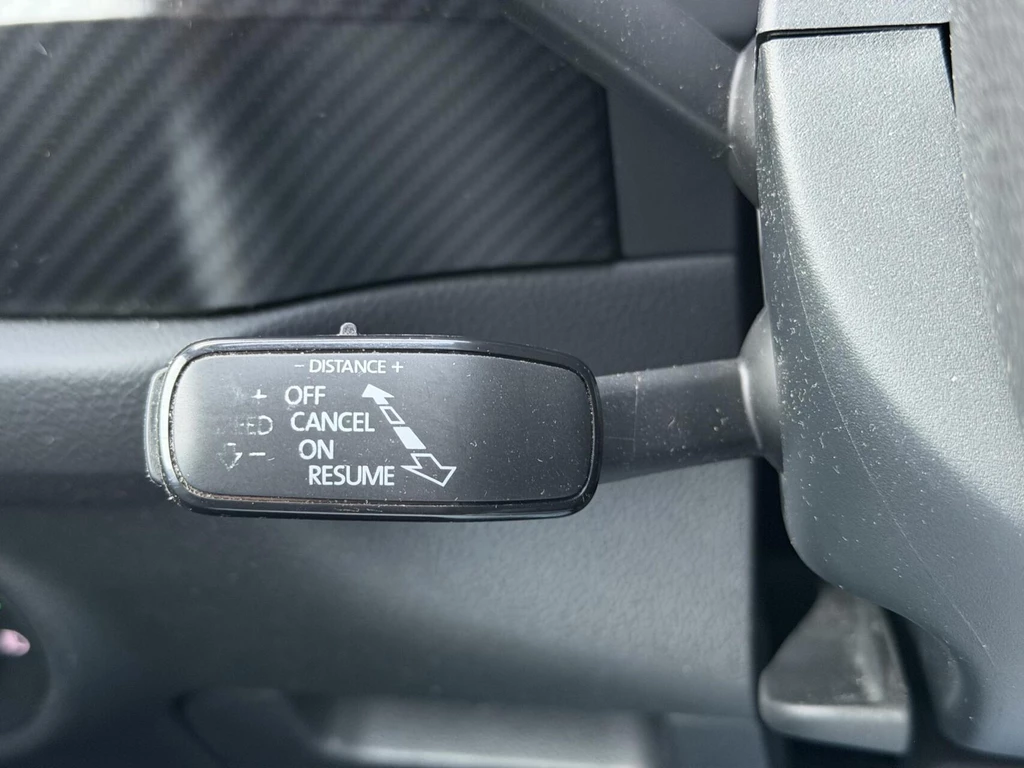 - DISTANCE +
+ OFF
CANCEL
- ON
RESUME